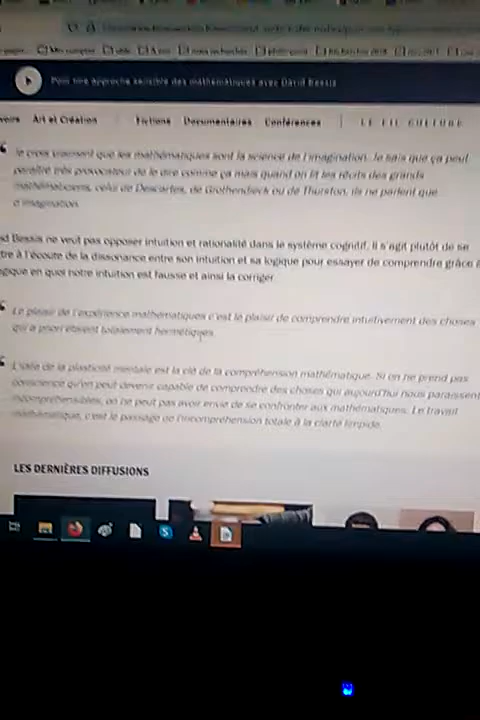 Pour une approche sensible des mathématiques avec David Bessis
Art et Création Fictions Documentaires Conférences LE FIL CULTURE
Je crois vraiment que les mathématiques sont la science de l'imagination. Je sais que ça peut
paraître très provocateur de le dire comme ça mais quand on lit les récits des grands
mathématiciens, celui de Descartes, de Grothendieck ou de Thurston, ils ne parlent que
d'imagination.
d Bessis ne veut pas opposer intuition et rationalité dans le système cognitif. Il s'agit plutôt de se
tre à l'écoute de la dissonance entre son intuition et sa logique pour essayer de comprendre grâce à
gique en quoi notre intuition est fausse et ainsi la corriger.
Le plaisir de l'expérience mathématiques c'est le plaisir de comprendre intuitivement des choses
qui a priori étaient totalement hermétiques.
L'idée de la plasticité mentale est la clé de la compréhension mathématique. Si on ne prend pas
conscience qu'on peut devenir capable de comprendre des choses qui aujourd'hui nous paraissent
incompréhensibles, on ne peut pas avoir envie de se confronter aux mathématiques. Le travail
mathématique, c'est le passage de l'incompréhension totale à la clarté limpide.
LES DERNIÈRES DIFFUSIONS